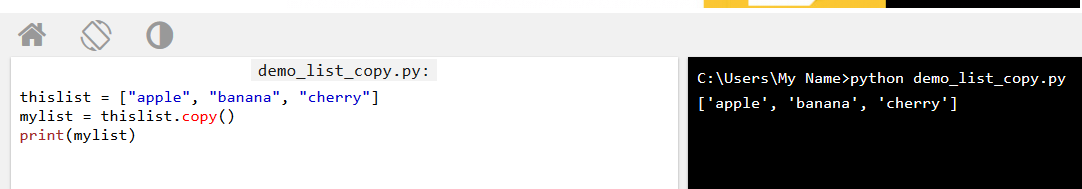 demo_list_copy.py:
thislist = ["apple", "banana", "cherry"]
mylist = thislist.copy()
print(mylist)
C:\Users\My Name>python demo_list_copy.py
['apple', 'banana', 'cherry']